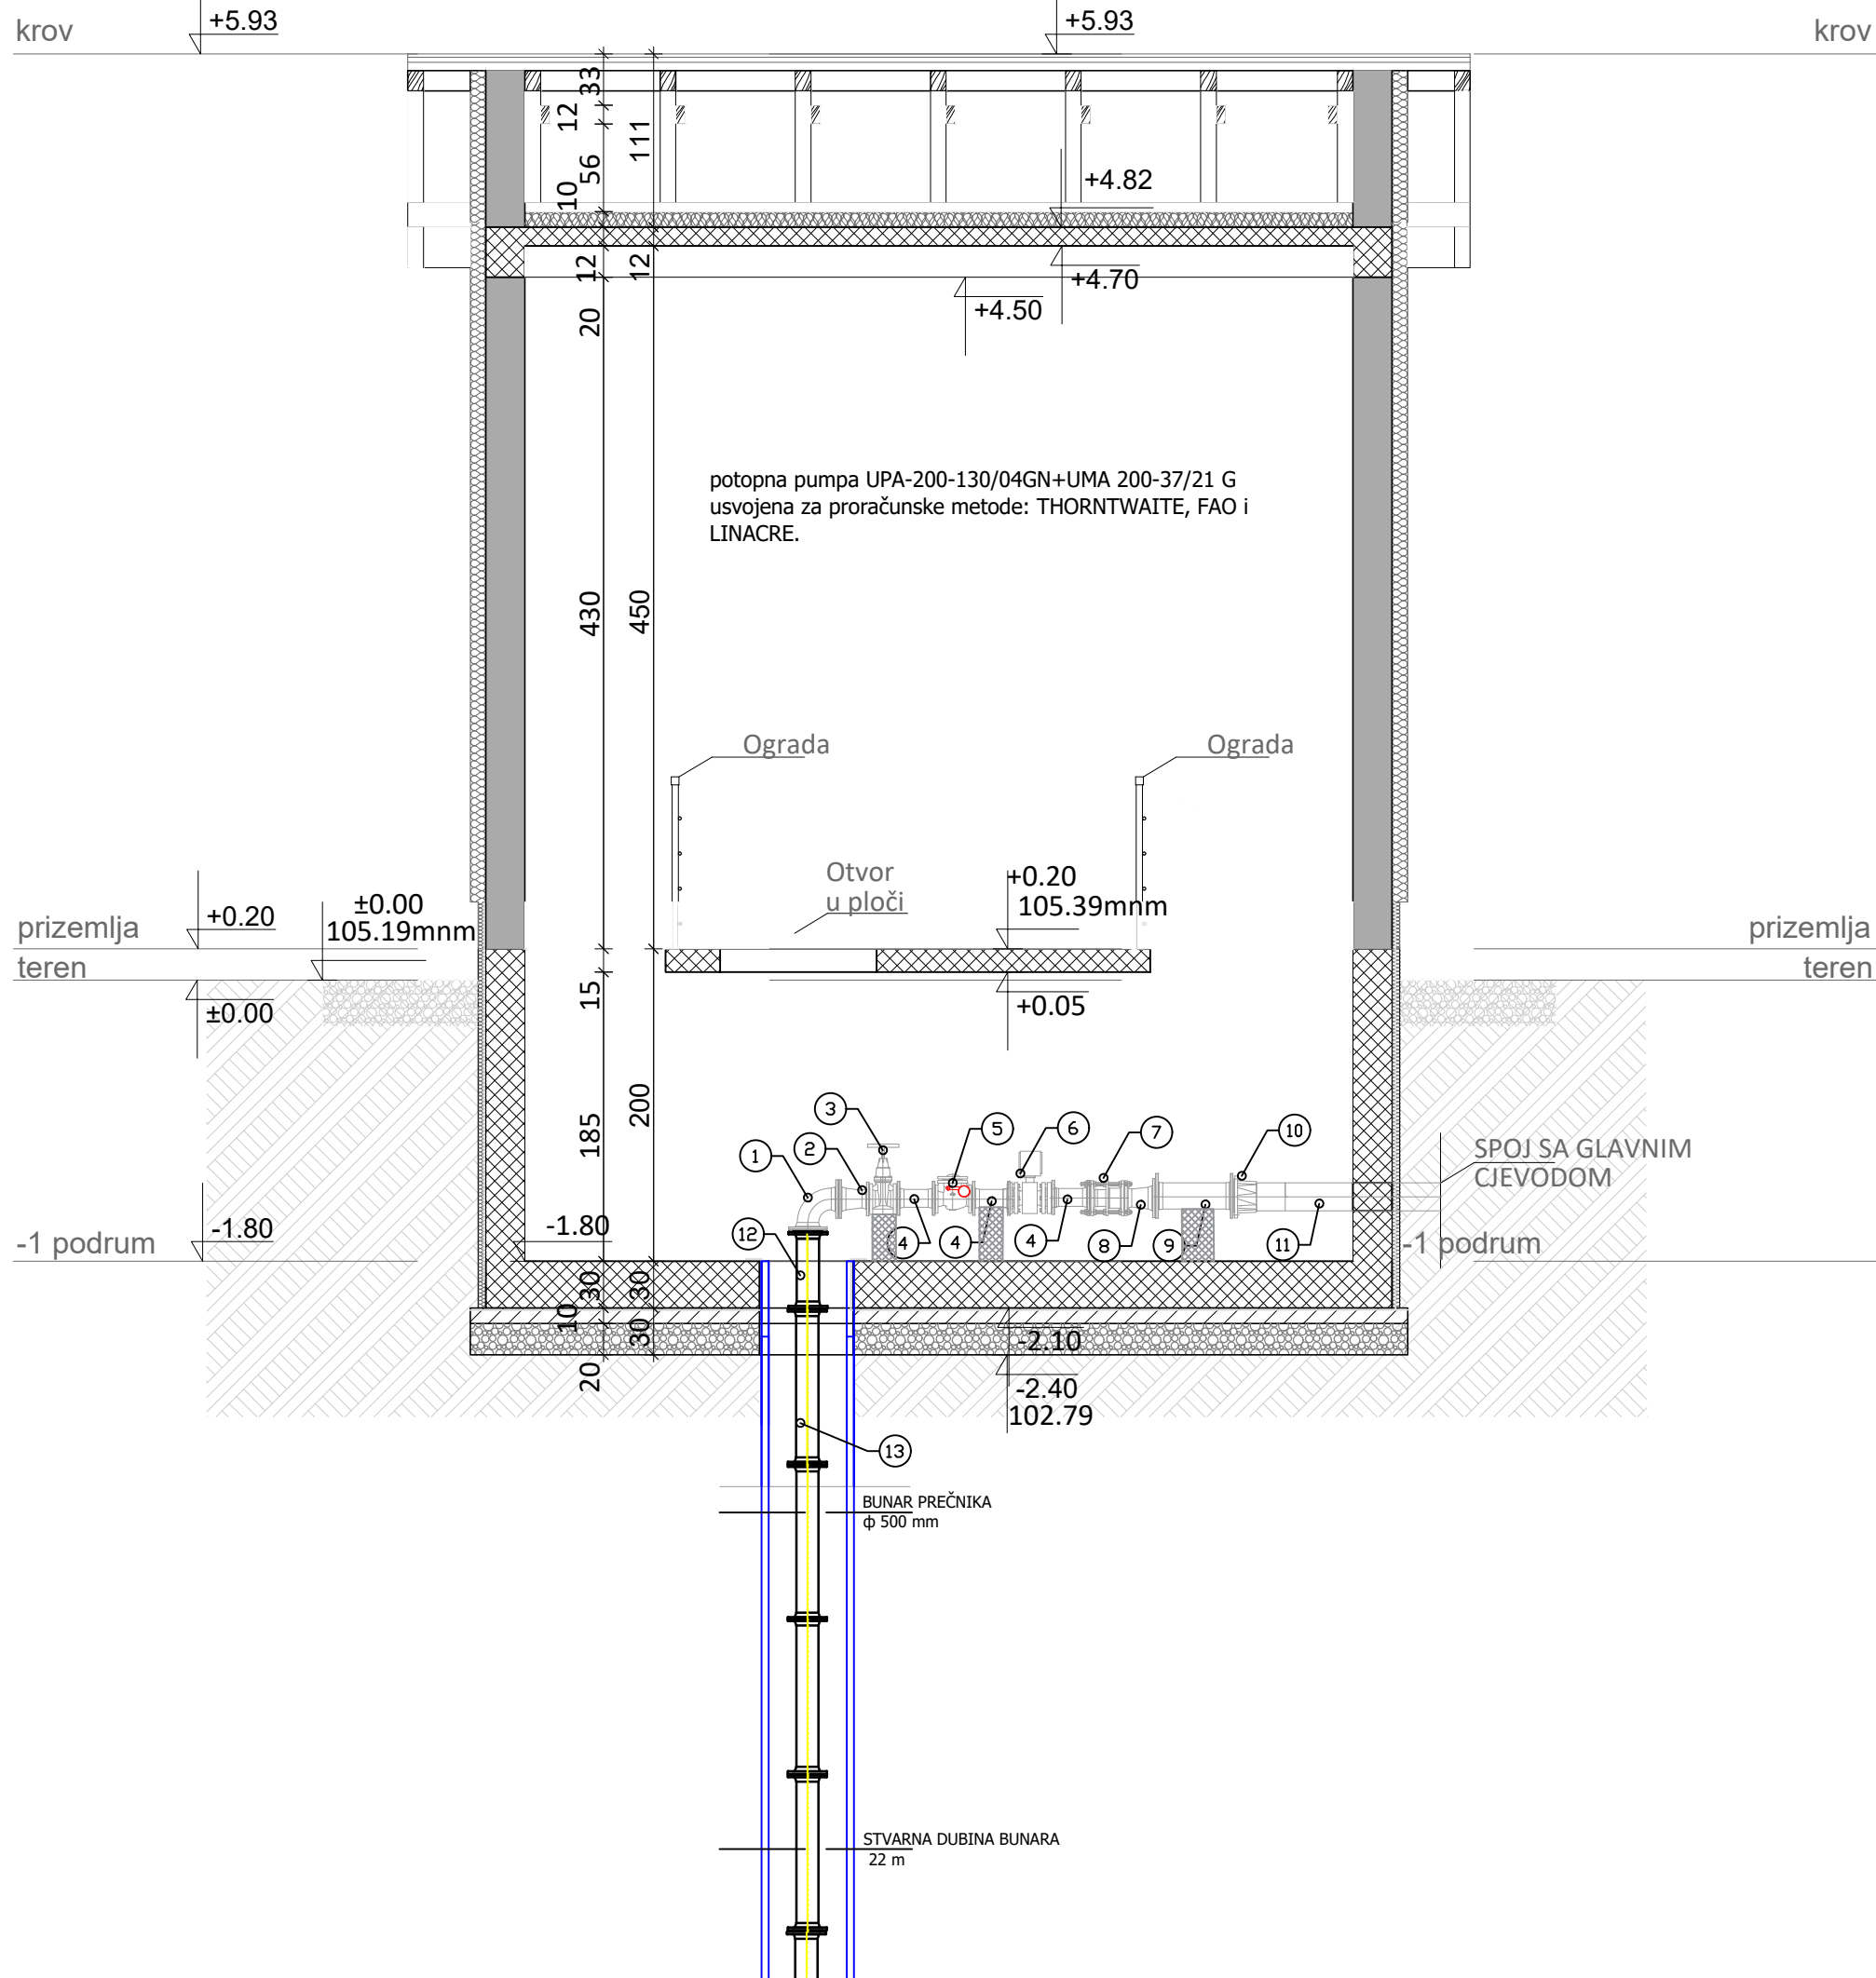 krov
+5.93
+5.93
krov
33
12
111
56
10
+4.82
12
12
+4.70
+4.50
20
potopna pumpa UPA-200-130/04GN+UMA 200-37/21 G
usvojena za proračunske metode: THORNTWAITE, FAO i
LINACRE.
430
450
Ograda
Ograda
Otvor
u ploči
+0.20
105.39mnm
±0.00
105.19mnm
+0.20
prizemlja
prizemlja
teren
teren
±0.00
15
+0.05
185
200
3
5
6
7
10
2
1
SPOJ SA GLAVNIM
CJEVODOM
-1.80
-1.80
-1 podrum
12
4
4
4
8
9
11
-1 podrum
30
30
10
30
-2.10
20
-2.40
102.79
13
BUNAR PREČNIKA
ф 500 mm
STVARNA DUBINA BUNARA
22 m